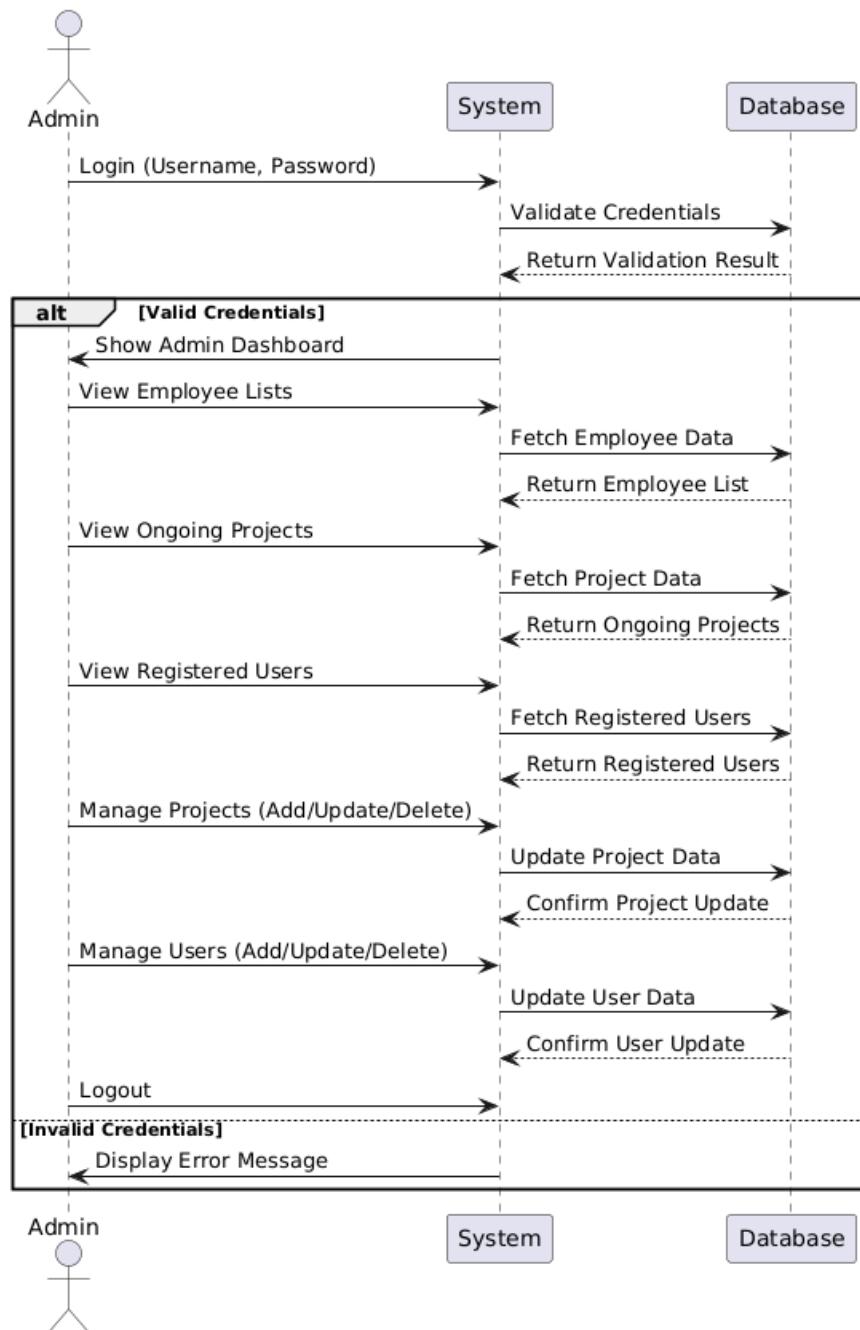 Admin
System
Database
Login (Username, Password)
Validate Credentials
Return Validation Result
alt
[Valid Credentials]
Show Admin Dashboard
View Employee Lists
Fetch Employee Data
Return Employee List
View Ongoing Projects
Fetch Project Data
Return Ongoing Projects
View Registered Users
Fetch Registered Users
Return Registered Users
Manage Projects (Add/Update/Delete)
Update Project Data
Confirm Project Update
Manage Users (Add/Update/Delete)
Update User Data
Confirm User Update
Logout
[Invalid Credentials]
Display Error Message
Admin
System
Database